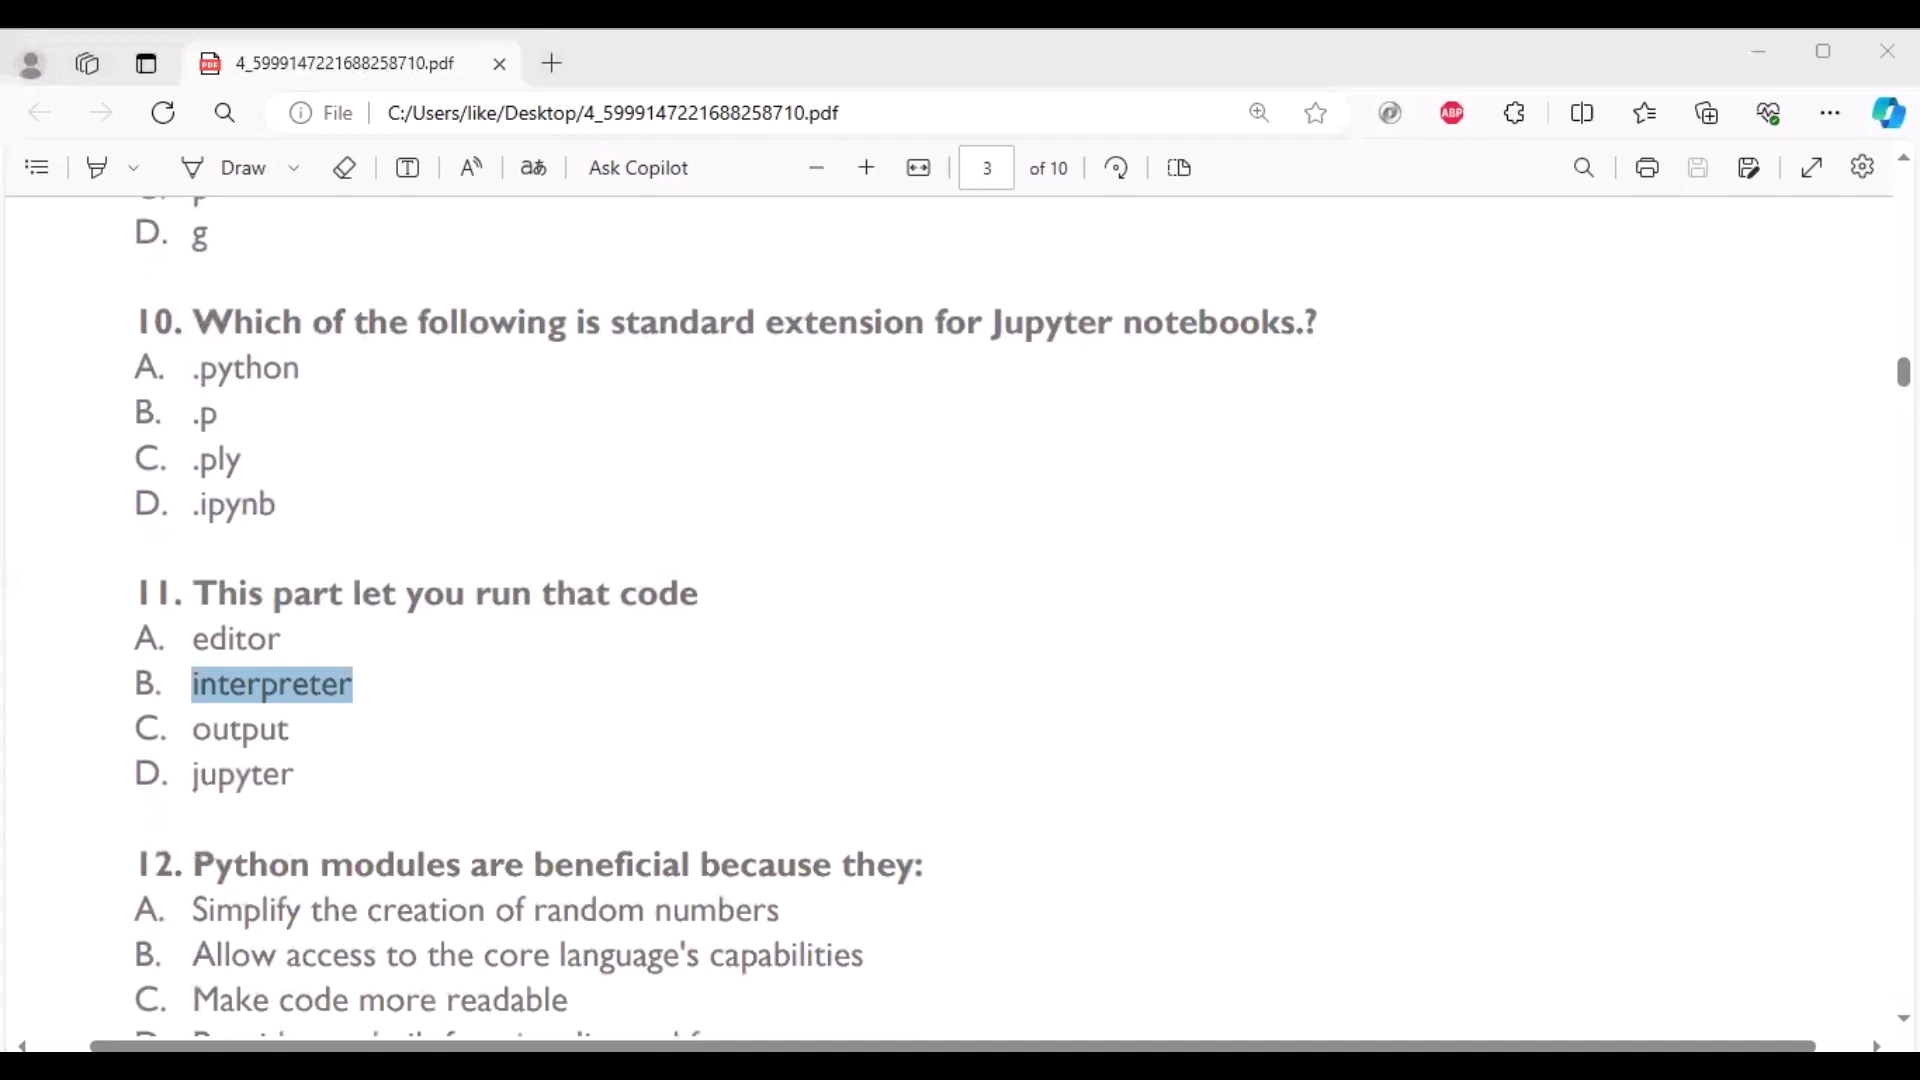 4_5999147221688258710.pdf
File
C:/Users/like/Desktop/4_5999147221688258710.pdf
ABP
Draw
Ask Copilot
3 of 10
D. g
10. Which of the following is standard extension for Jupyter notebooks.?
A. .python
B. .p
C. .ply
D. .ipynb
11. This part let you run that code
A. editor
B. interpreter
C. output
D. jupyter
12. Python modules are beneficial because they:
A. Simplify the creation of random numbers
B. Allow access to the core language's capabilities
C. Make code more readable